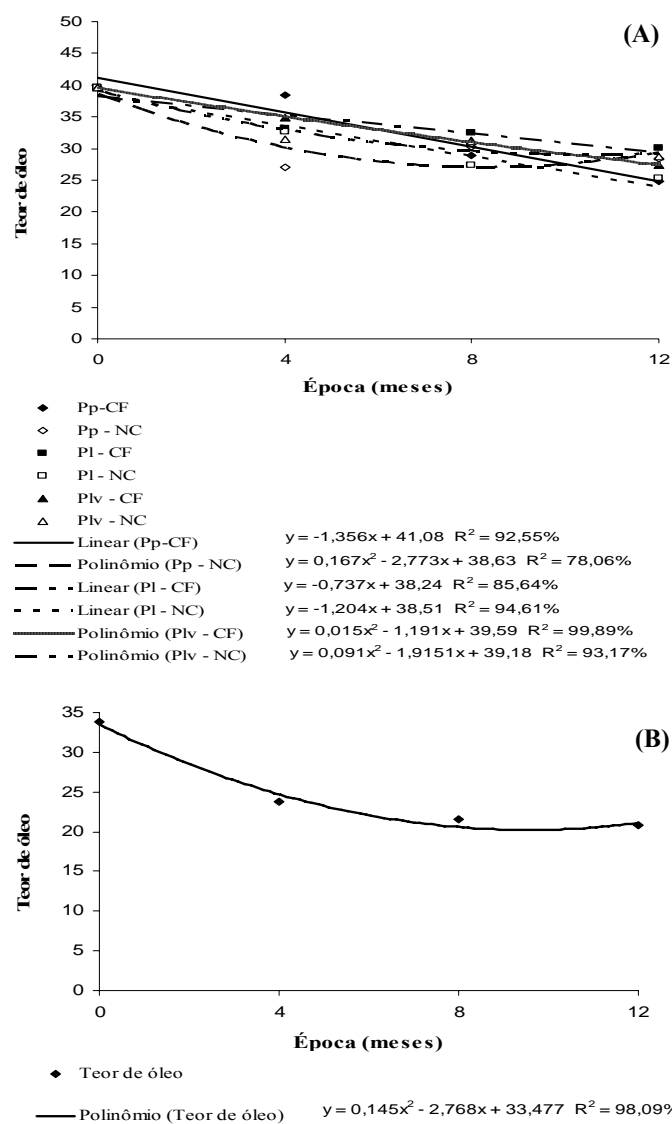 (A)
50
45
40
35
30
25
20
15
10
5
0
Teor de óleo
0 4 8 12
Época (meses)
Pp-CF
Pp - NC
Pl - CF
Pl - NC
Plv - CF
Plv - NC
Linear (Pp-CF) y = -1,356x + 41,08 R² = 92,55%
Polinômio (Pp - NC) y = 0,167x² - 2,773x + 38,63 R² = 78,06%
Linear (Pl - CF) y = -0,737x + 38,24 R² = 85,64%
Linear (Pl - NC) y = -1,204x + 38,51 R² = 94,61%
Polinômio (Plv - CF) y = 0,015x² - 1,191x + 39,59 R² = 99,89%
Polinômio (Plv - NC) y = 0,091x² - 1,9151x + 39,18 R² = 93,17%
(B)
35
30
25
20
15
10
5
0
Teor de óleo
0 4 8 12
Época (meses)
Teor de óleo
Polinômio (Teor de óleo) y = 0,145x² - 2,768x + 33,477 R² = 98,09%